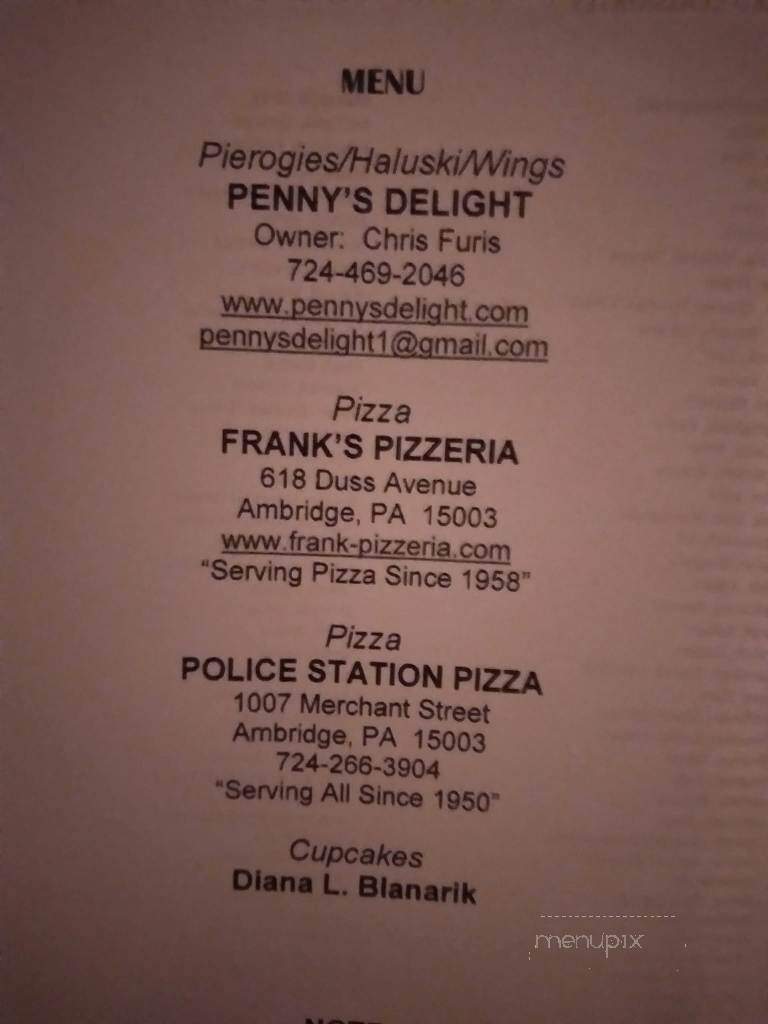 MENU
Pierogies/Haluski/Wings
PENNY'S DELIGHT
Owner: Chris Furis
724-469-2046
www.pennysdelight.com
pennysdelight1@gmail.com
Pizza
FRANK'S PIZZERIA
618 Duss Avenue
Ambridge, PA 15003
www.frank-pizzeria.com
“Serving Pizza Since 1958”
Pizza
POLICE STATION PIZZA
1007 Merchant Street
Ambridge, PA 15003
724-266-3904
“Serving All Since 1950”
Cupcakes
Diana L. Blanarik
menupix